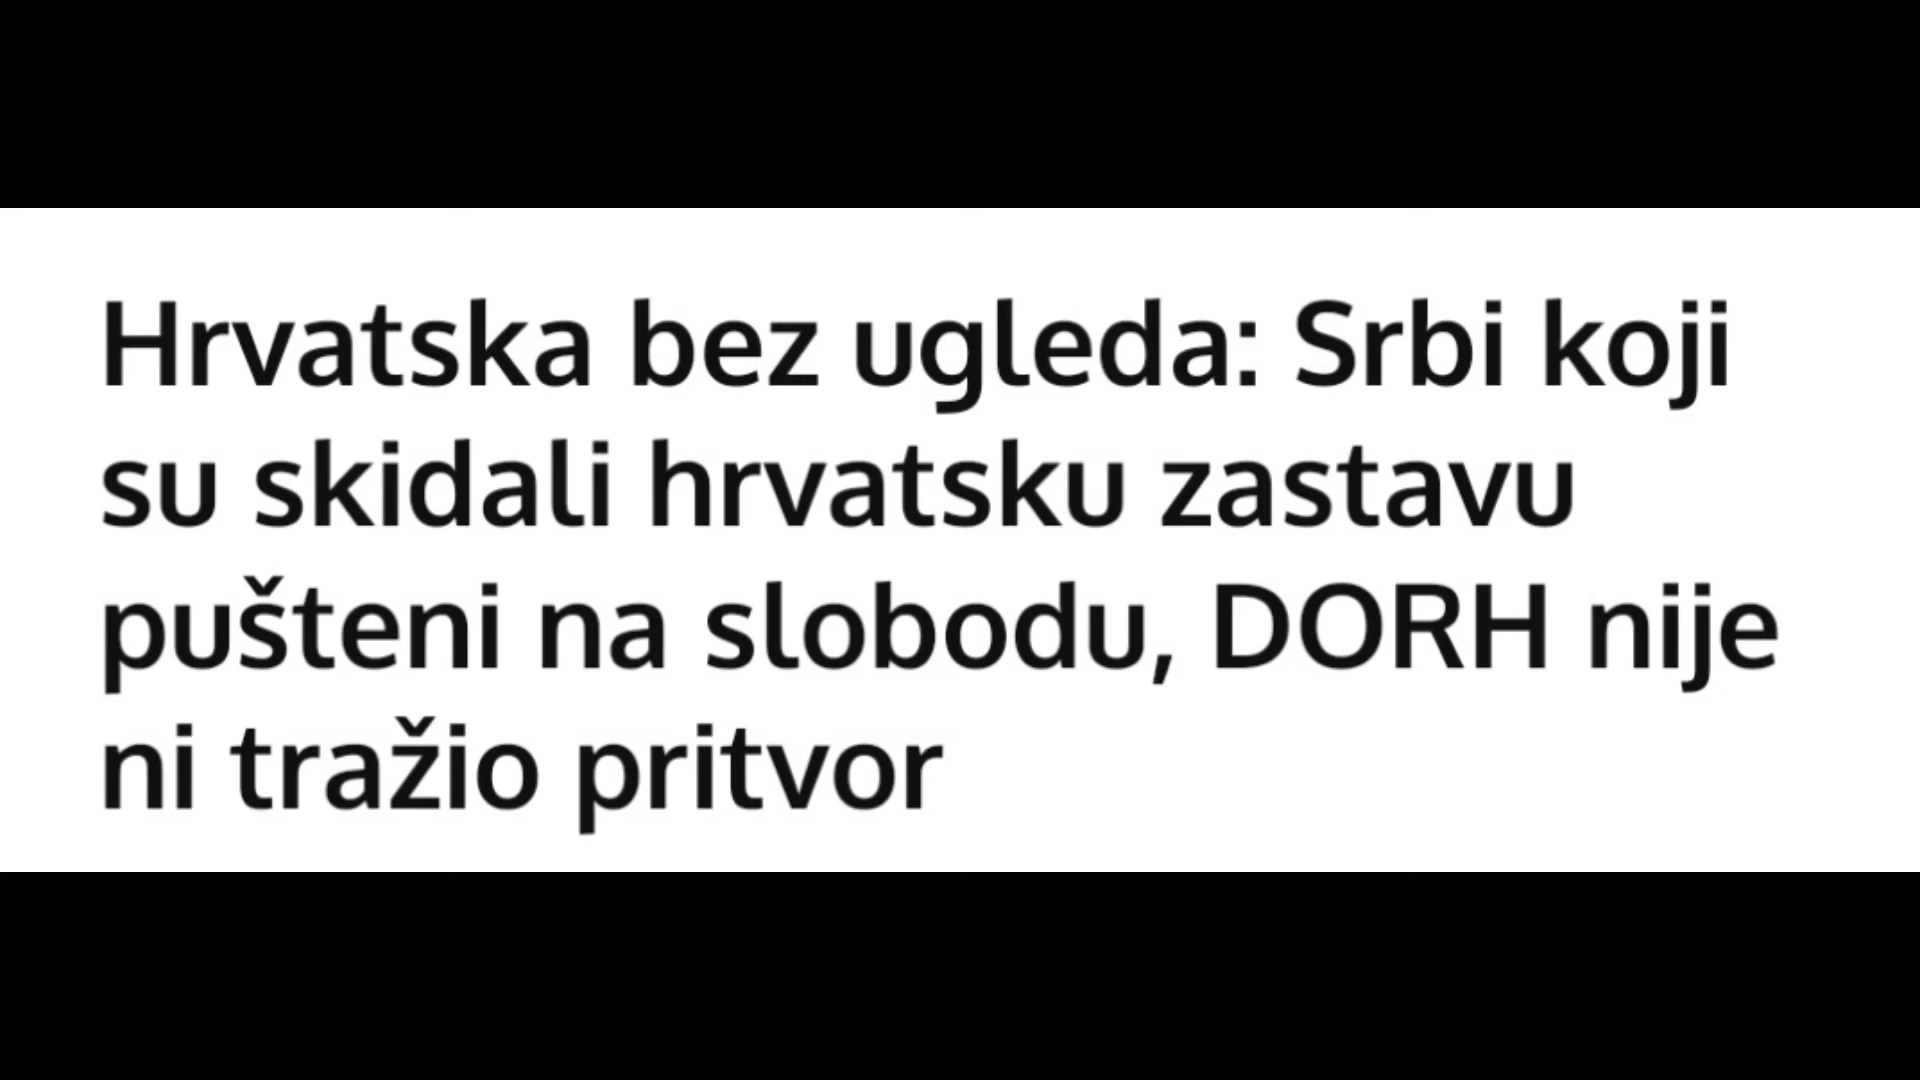 Hrvatska bez ugleda: Srbi koji
su skidali hrvatsku zastavu
pušteni na slobodu, DORH nije
ni tražio pritvor